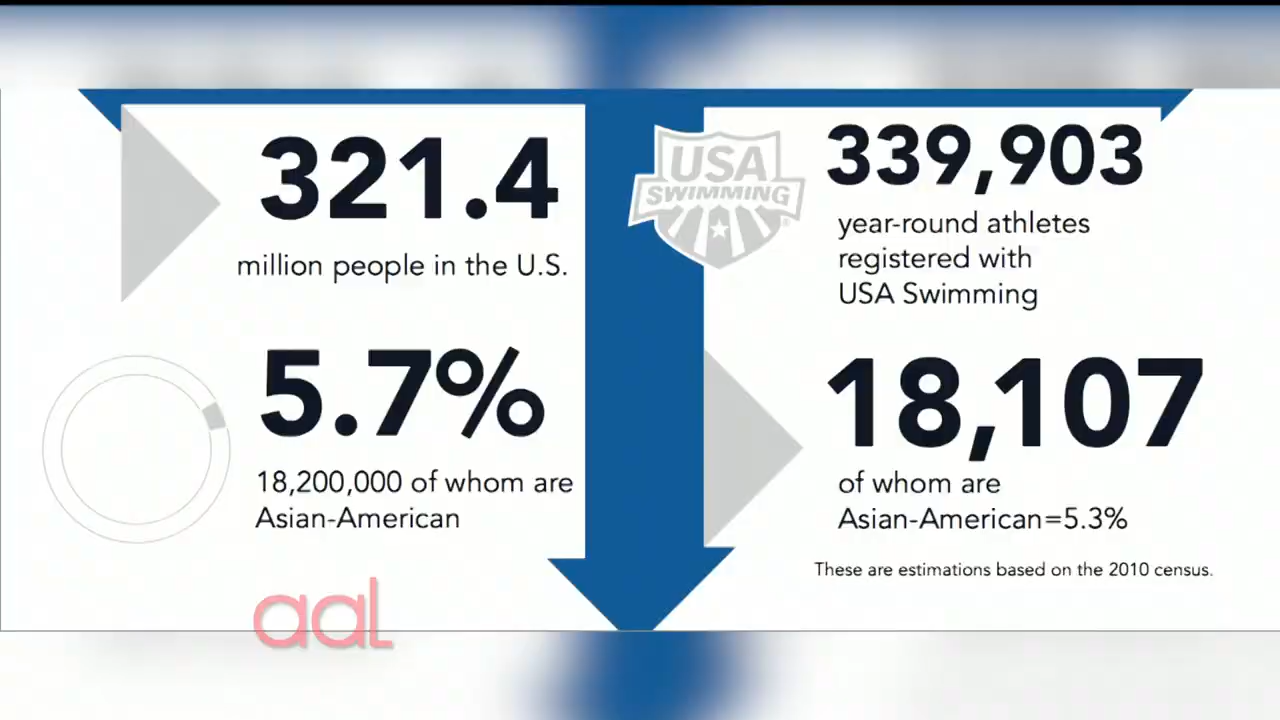 321.4
million people in the U.S.
5.7%
18,200,000 of whom are
Asian-American
USA
SWIMMING
339,903
year-round athletes
registered with
USA Swimming
18,107
of whom are
Asian-American=5.3%
These are estimations based on the 2010 census.
aal